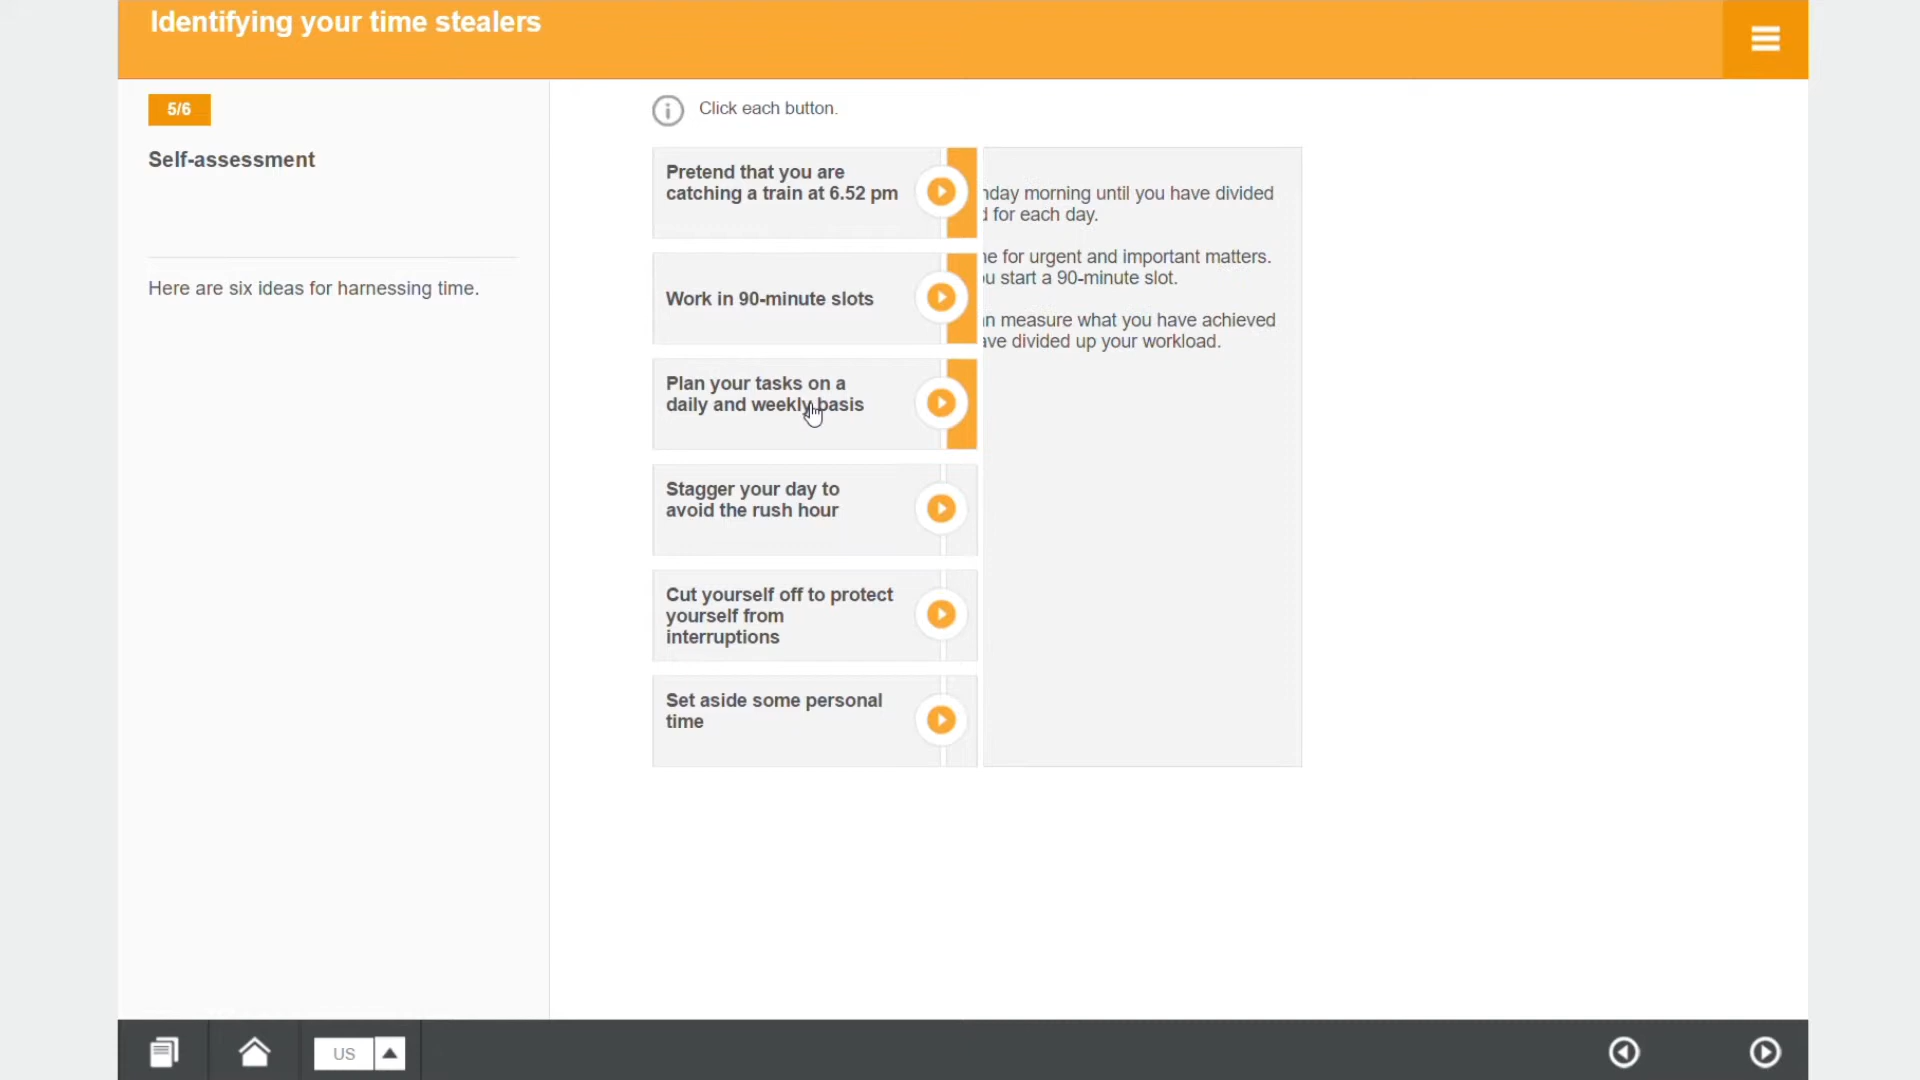 Identifying your time stealers
5/6
Self-assessment
Here are six ideas for harnessing time.
Click each button.
Pretend that you are
catching a train at 6.52 pm
Work in 90-minute slots
Plan your tasks on a
daily and weekly basis
Stagger your day to
avoid the rush hour
Cut yourself off to protect
yourself from
interruptions
Set aside some personal
time
morning until you have divided
for each day.
for urgent and important matters.
start a 90-minute slot.
measure what you have achieved
divided up your workload.
US